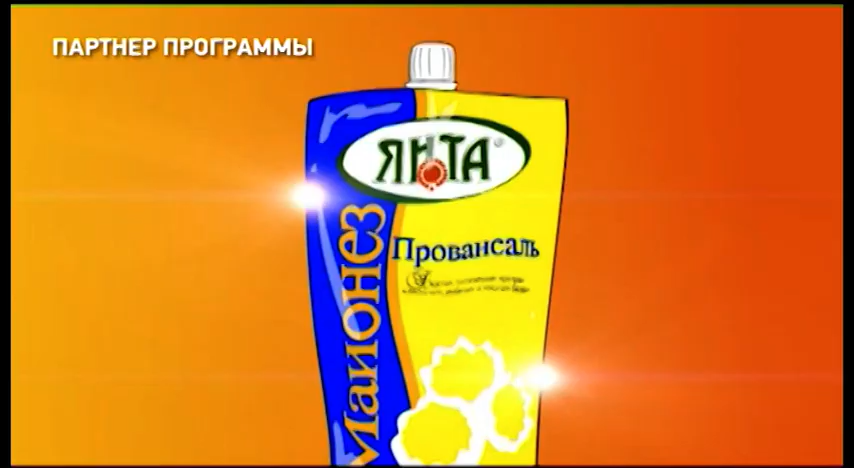 ПАРТНЕР ПРОГРАММЫ
ЯНТА®
Майонез
Провансаль